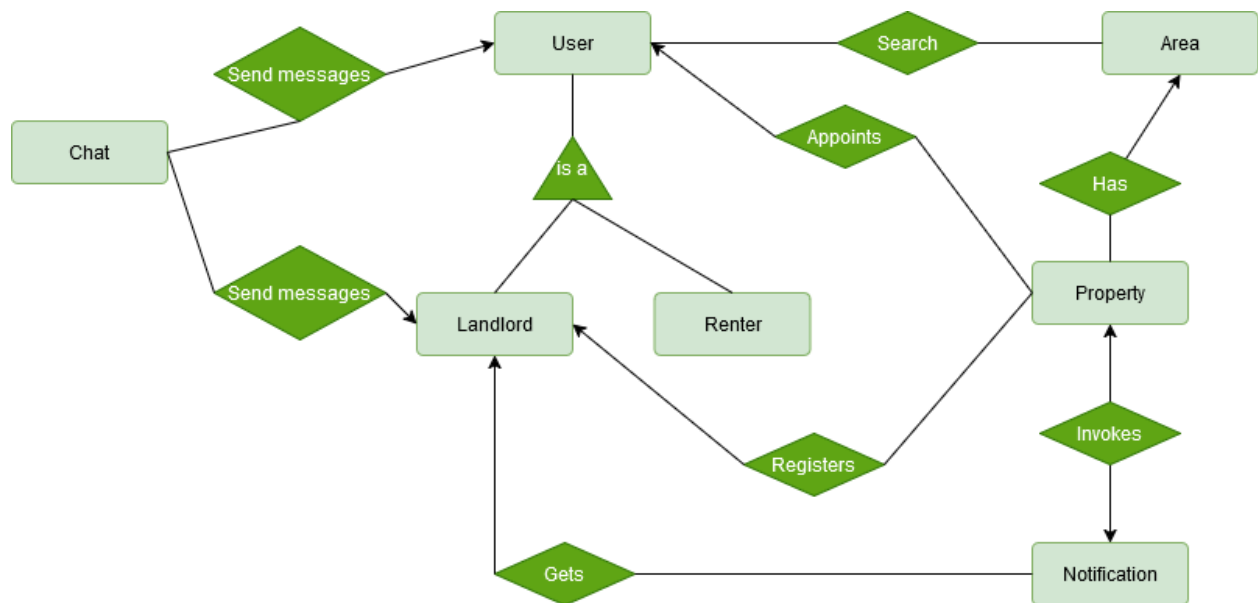 User
Search
Area
Send messages
Appoints
Chat
is a
Has
Send messages
Landlord
Renter
Property
Registers
Invokes
Gets
Notification